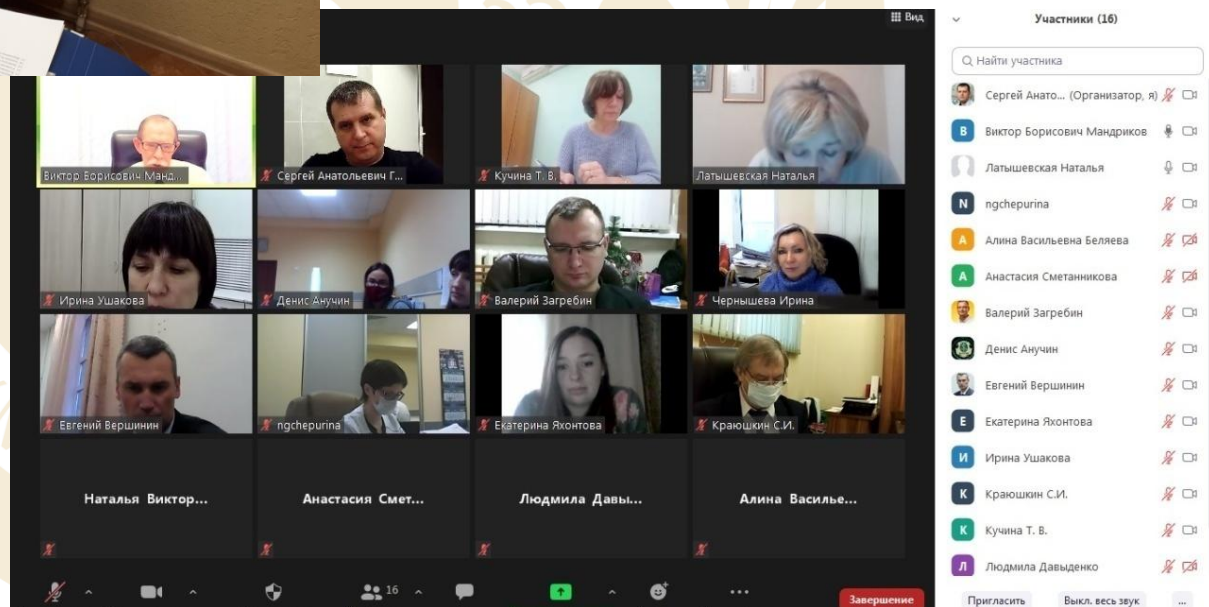 Вид
Виктор Борисович Манд...
Сергей Анатольевич Г...
Кучина Т. В.
Латышевская Наталья
Ирина Ушакова
Денис Анучин
Валерий Загребин
Чернышева Ирина
Евгений Вершинин
ngchepurina
Екатерина Яхонтова
Краюшкин С.И.
Наталья Виктор...
Анастасия Смет...
Людмила Давы...
Алина Василье...
16
Завершение
Участники (16)
Найти участника
Сергей Анато... (Организатор, я)
В Виктор Борисович Мандриков
Латышевская Наталья
N ngchepurina
А Алина Васильевна Беляева
А Анастасия Сметанникова
Валерий Загребин
Денис Анучин
Евгений Вершинин
Е Екатерина Яхонтова
И Ирина Ушакова
К Краюшкин С.И.
К Кучина Т. В.
Л Людмила Давыденко
Пригласить Выкл. весь звук ...